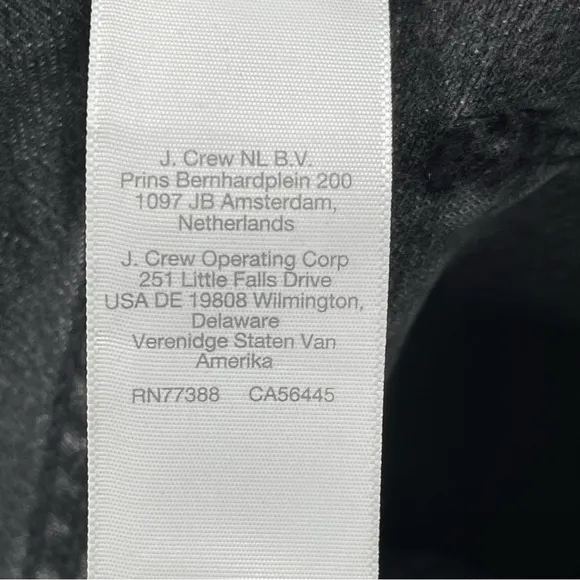 J. Crew NL B.V.
Prins Bernhardplein 200
1097 JB Amsterdam,
Netherlands
J. Crew Operating Corp
251 Little Falls Drive
USA DE 19808 Wilmington,
Delaware
Verenidge Staten Van
Amerika
RN77388 CA56445